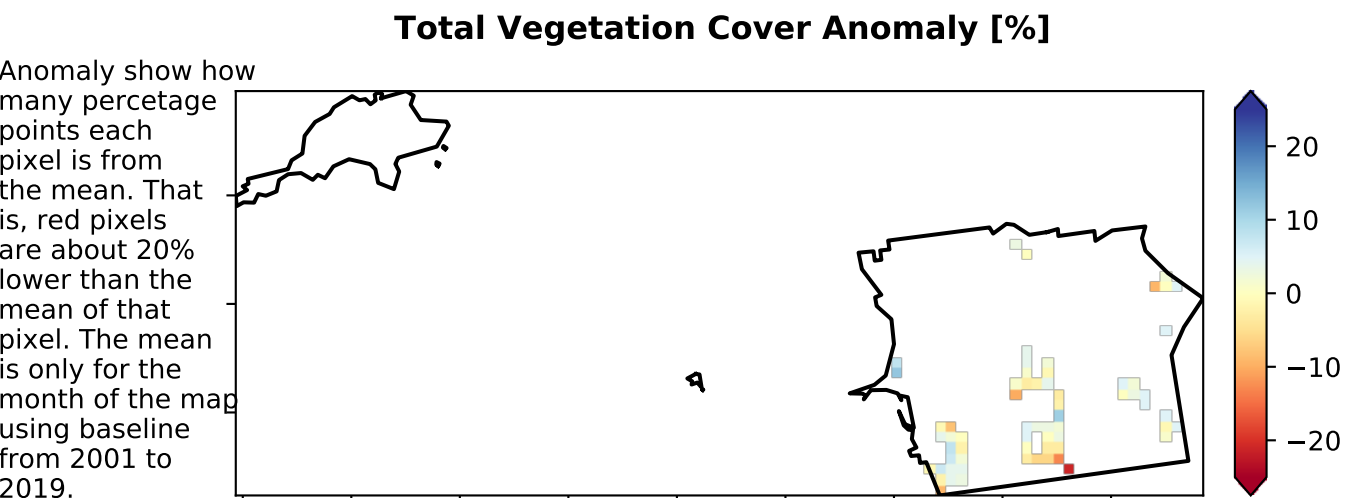 Total Vegetation Cover Anomaly [%]
Anomaly show how
many percetage
points each
pixel is from
the mean. That
is, red pixels
are about 20%
lower than the
mean of that
pixel. The mean
is only for the
month of the map
using baseline
from 2001 to
2019.
20
10
0
−10
−20